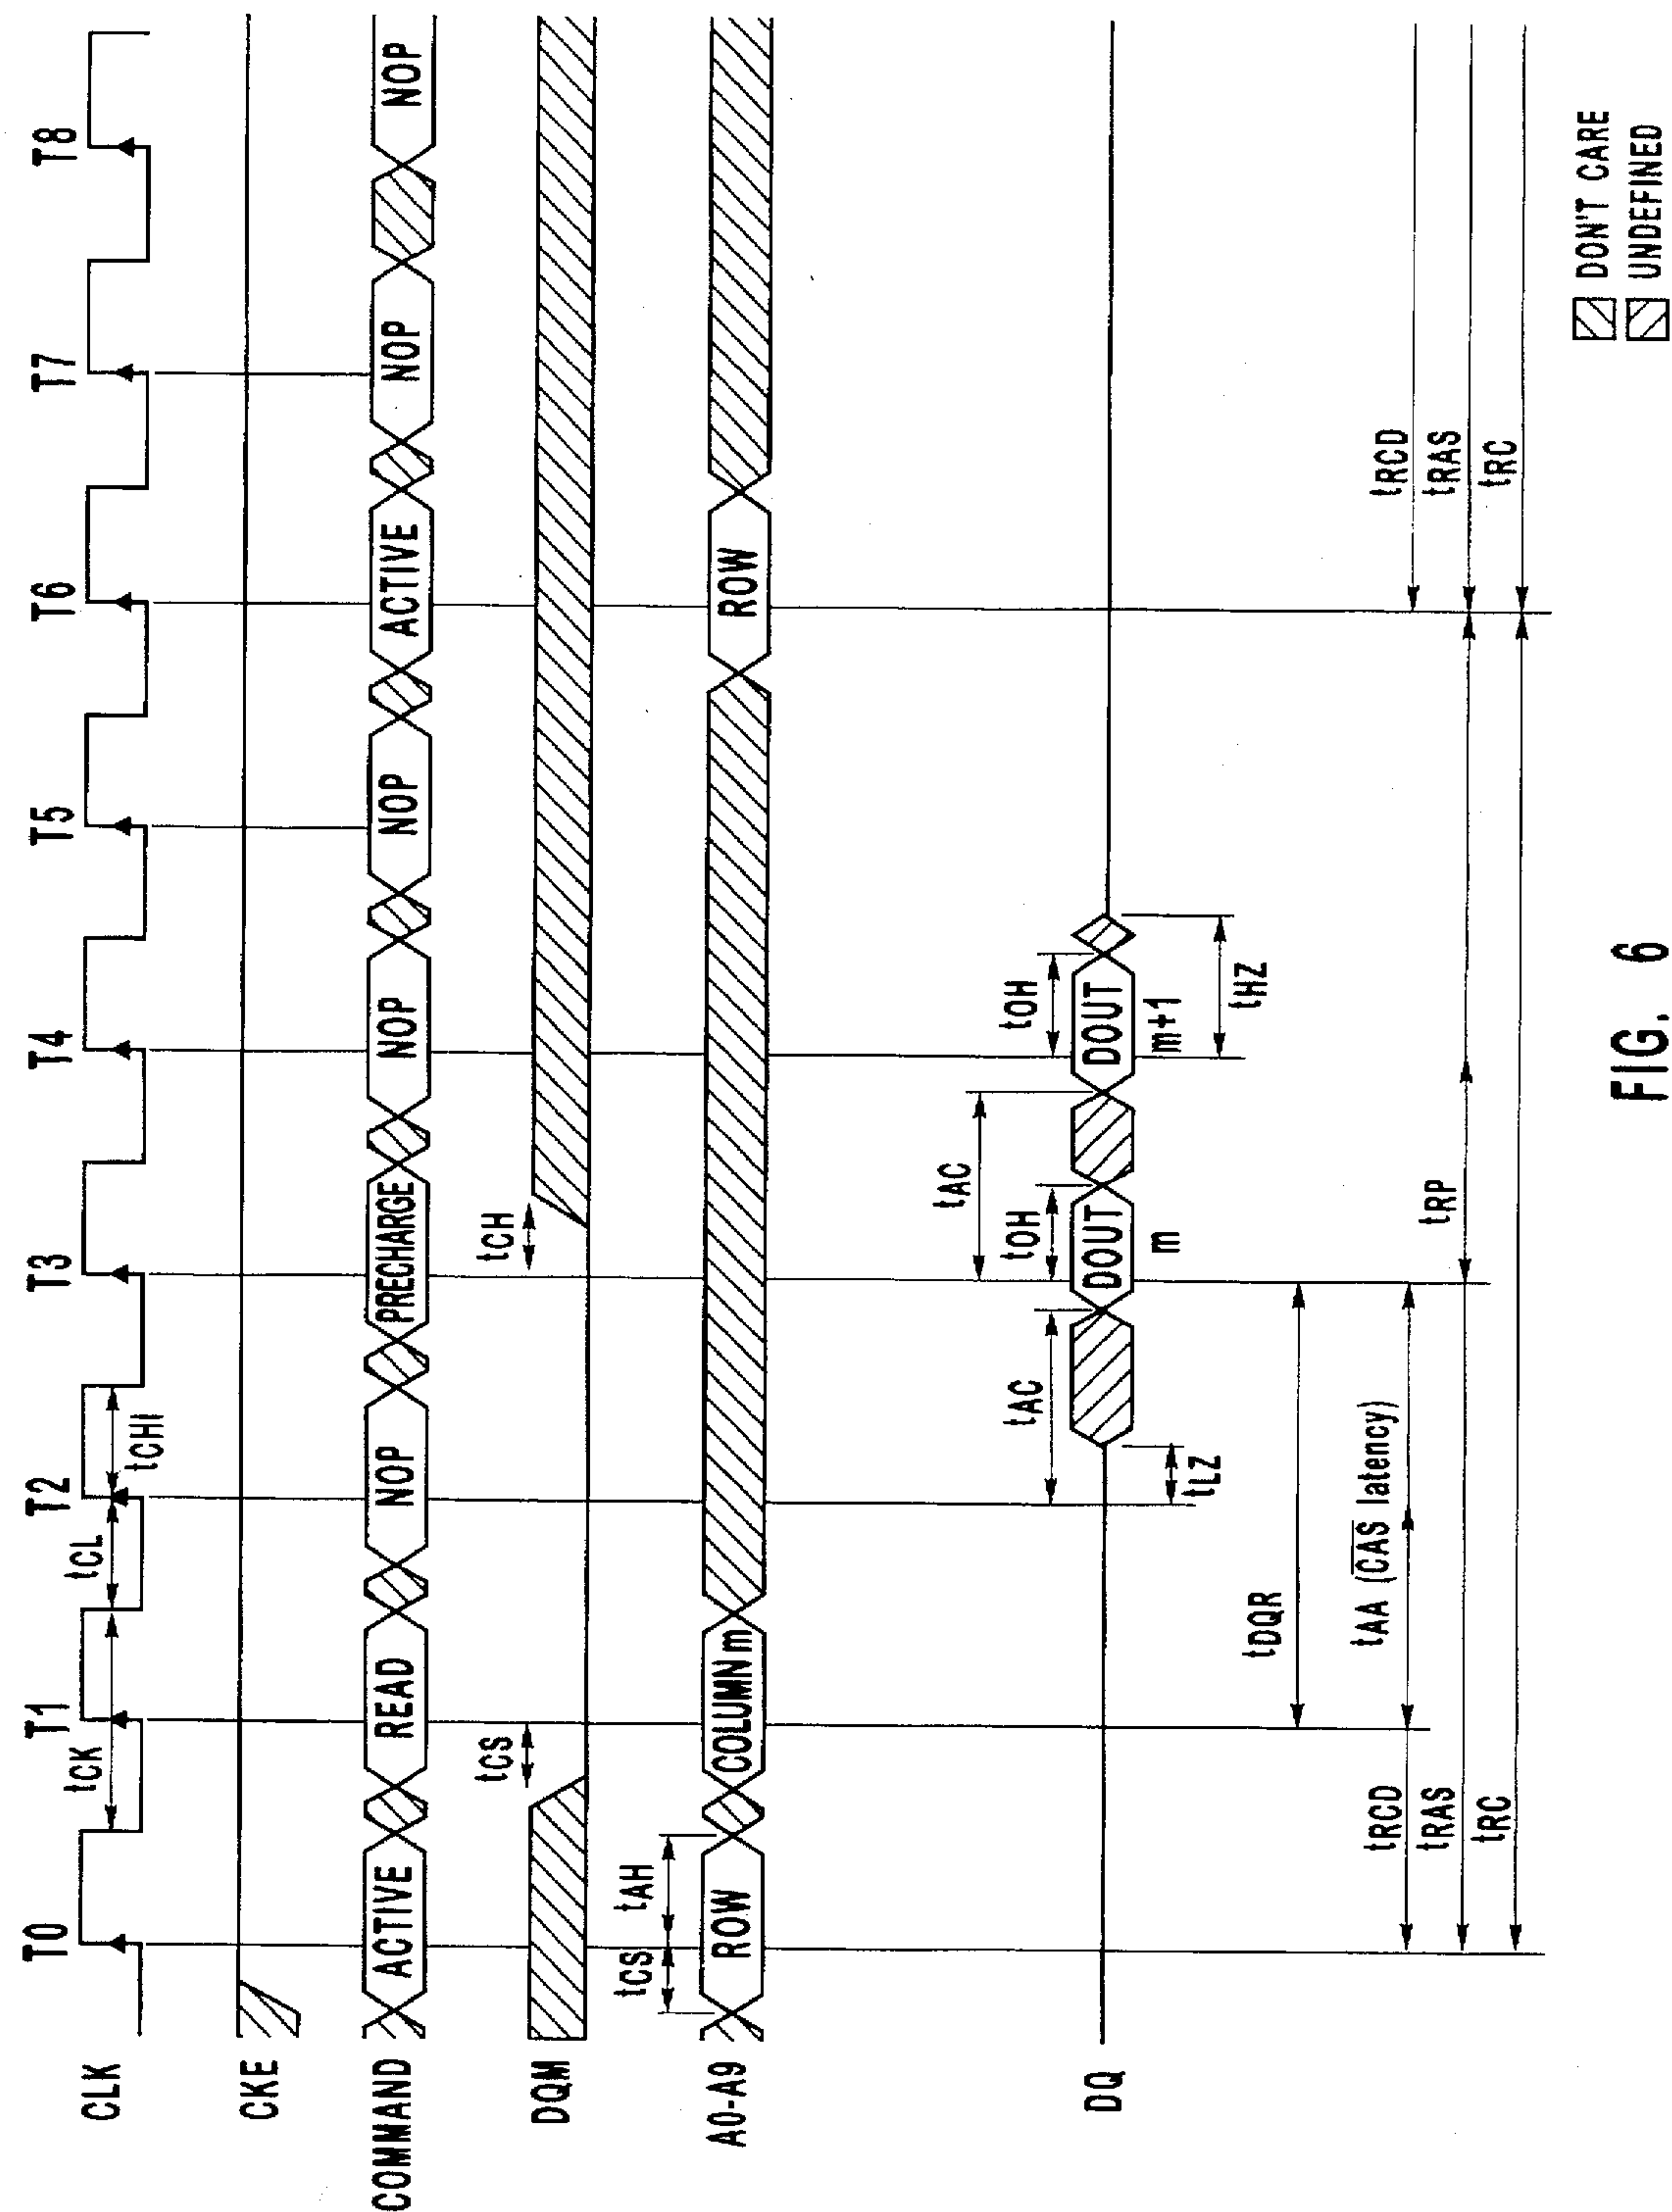 T0 T1 T2 T3 T4 T5 T6 T7 T8
CLK
tCK tCL tCHI
CKE
COMMAND ACTIVE READ NOP PRECHARGE NOP NOP ACTIVE NOP NOP
tCS tCH
DQM
tCS tAH
A0-A9 ROW COLUMN m ROW
tAC
tAC tOH tOH
DQ DOUT DOUT
m m+1
tLZ tHZ
tDQR
tRCD tAA (CAS latency) tRCD
tRAS tRP tRAS
tRC tRC
DON'T CARE
UNDEFINED
FIG. 6